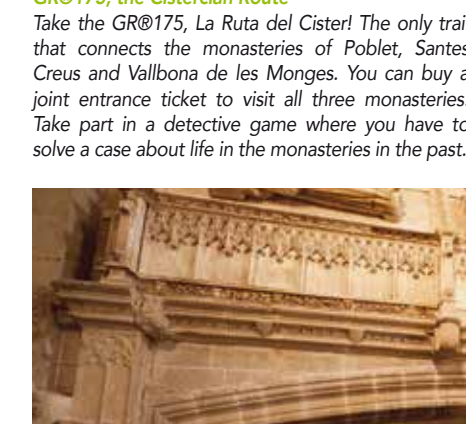 GR®175, the Cistercian Route
Take the GR®175, La Ruta del Cister! The only trai
that connects the monasteries of Poblet, Santes
Creus and Vallbona de les Monges. You can buy a
joint entrance ticket to visit all three monasteries.
Take part in a detective game where you have to
solve a case about life in the monasteries in the past.